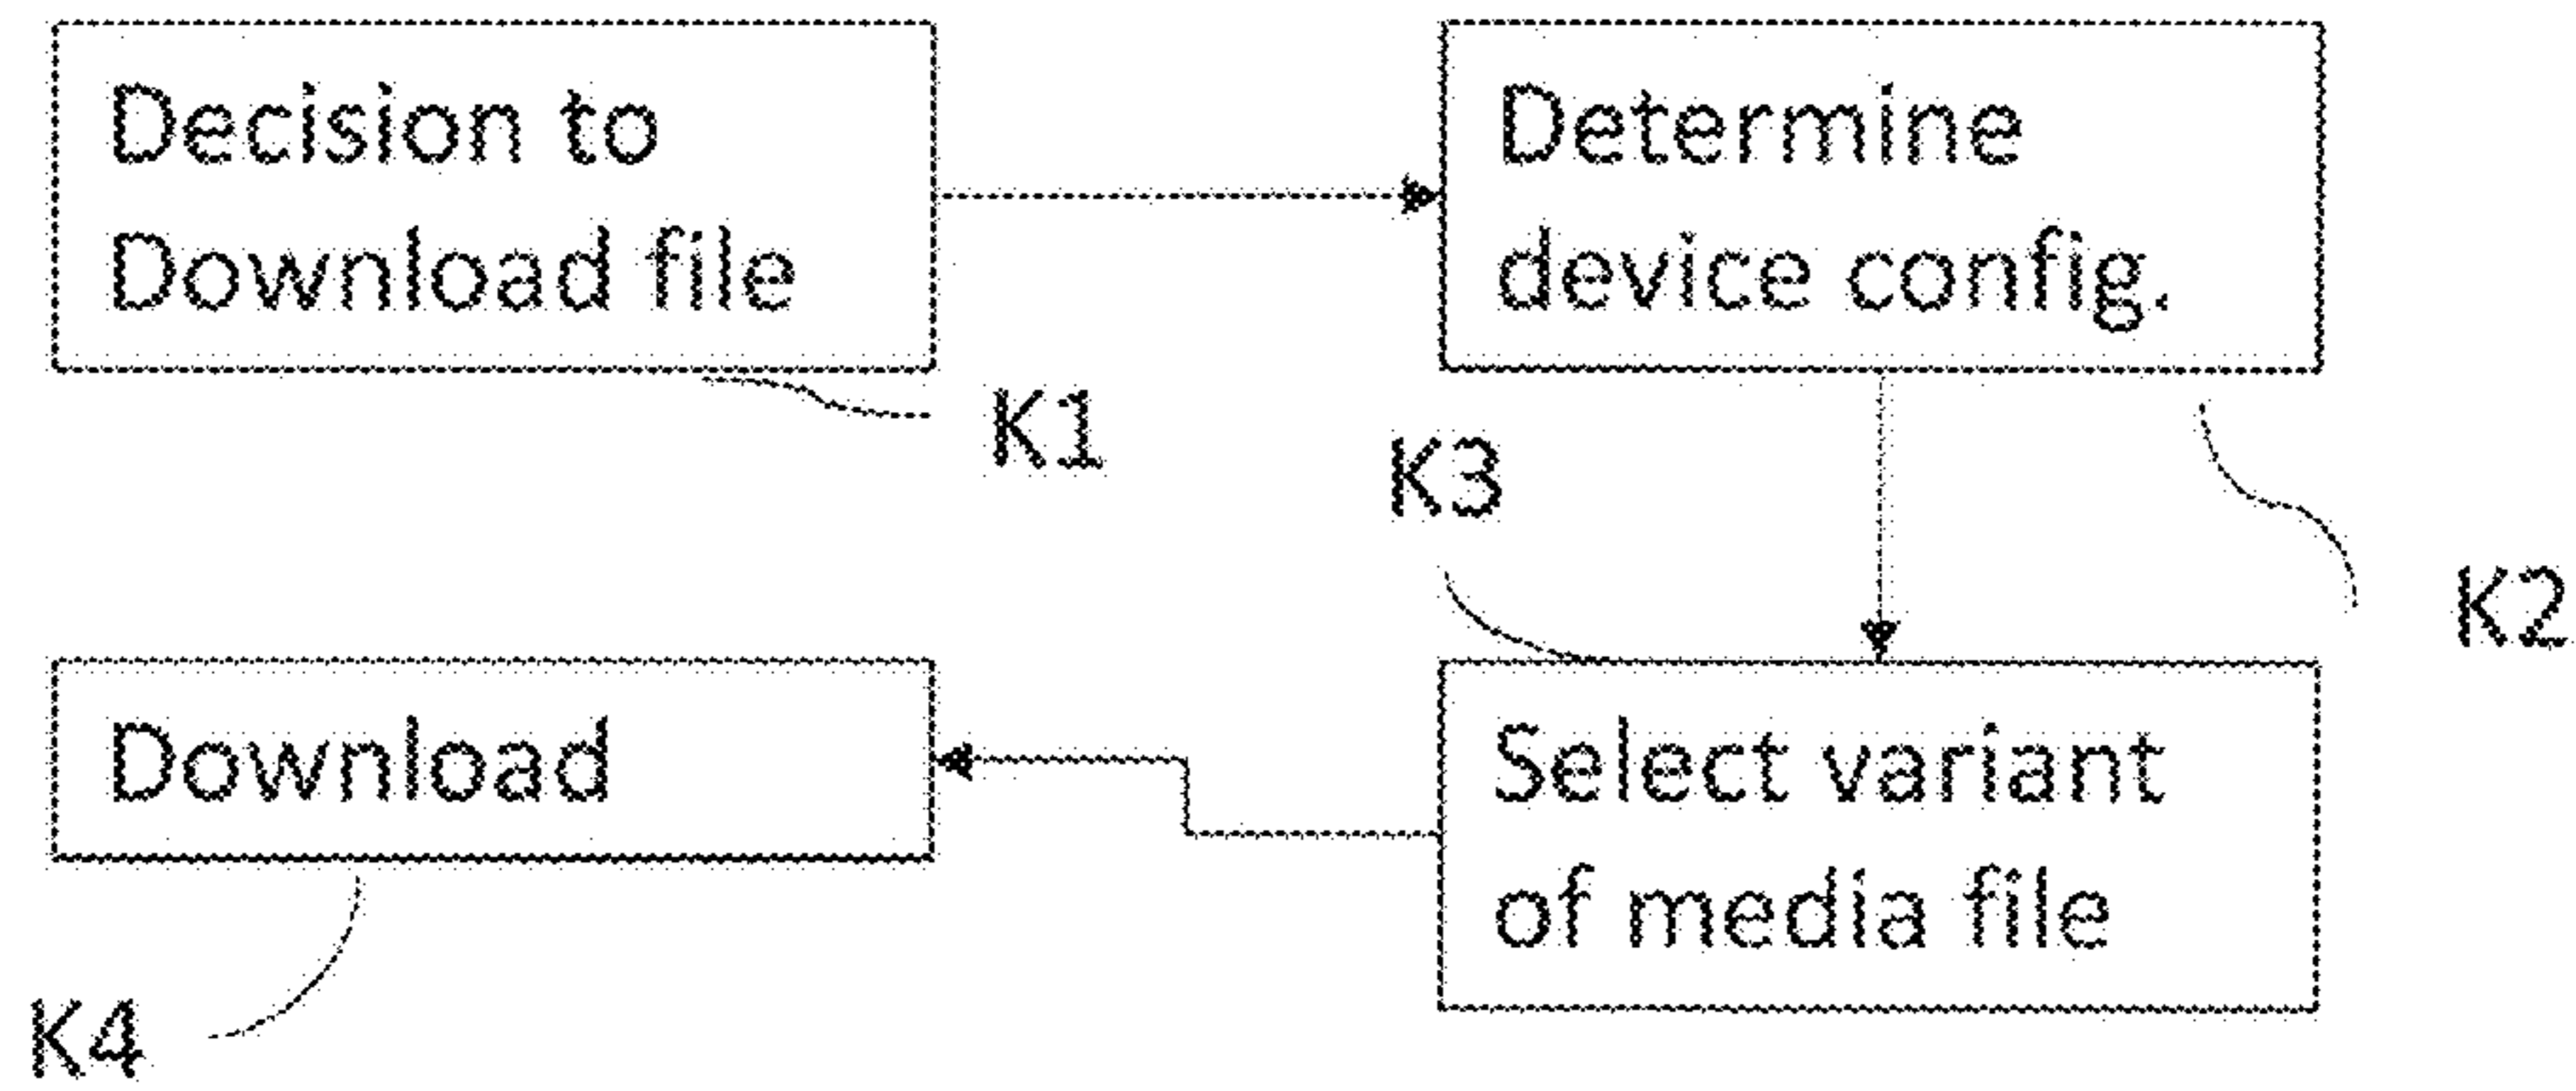 Decision to
Download file
K1
Determine
device config.
K2
K3
Select variant
of media file
Download
K4